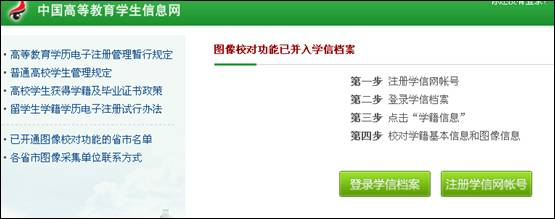 中国高等教育学生信息网
· 高等教育学历电子注册管理暂行规定
· 普通高校学生管理规定
· 高校学生获得学籍及毕业证书政策
· 留学生学籍学历电子注册试行办法
· 已开通图像校对功能的省市名单
· 各省市图像采集单位联系方式
图像校对功能已并入学信档案
第一步 注册学信网帐号
第二步 登录学信档案
第三步 点击“学籍信息”
第四步 校对学籍基本信息和图像信息
登录学信档案 注册学信网帐号